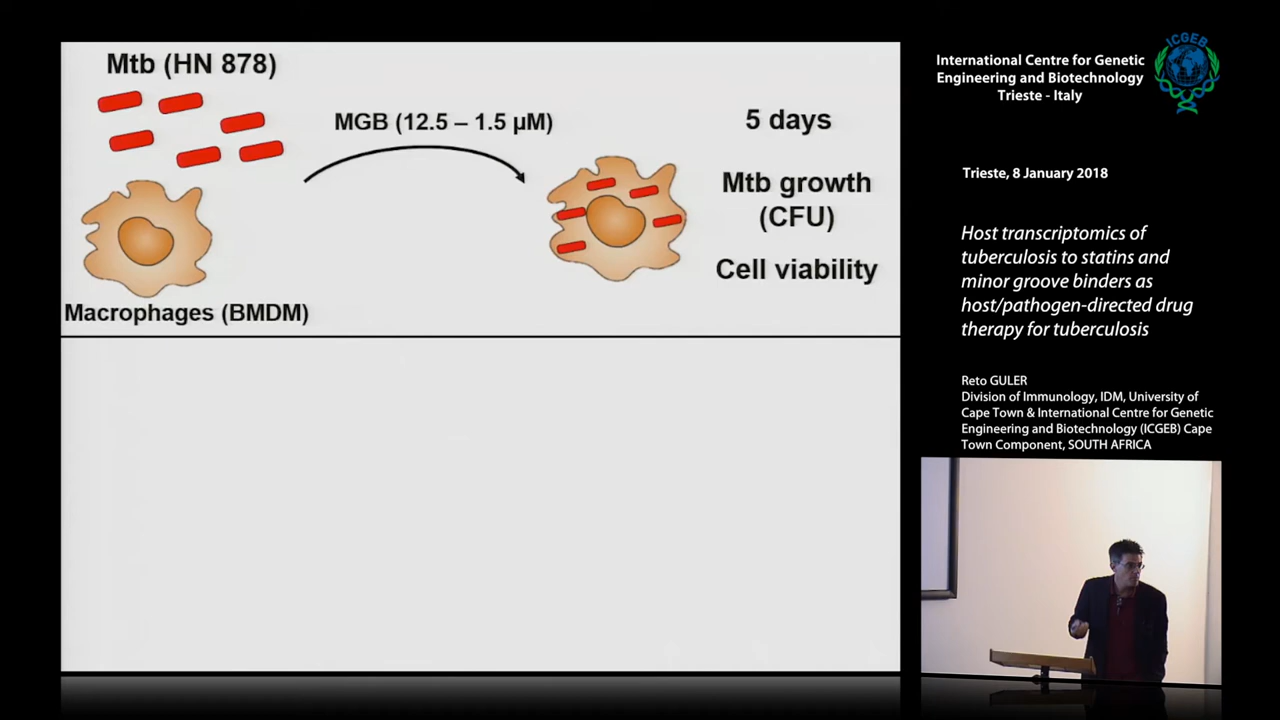 Mtb (HN 878)
MGB (12.5 – 1.5 µM)
5 days
Mtb growth
(CFU)
Cell viability
Macrophages (BMDM)
International Centre for Genetic
Engineering and Biotechnology
Trieste - Italy
ICGEB
Trieste, 8 January 2018
Host transcriptomics of
tuberculosis to statins and
minor groove binders as
host/pathogen-directed drug
therapy for tuberculosis
Reto GULER
Division of Immunology, IDM, University of
Cape Town & International Centre for Genetic
Engineering and Biotechnology (ICGEB) Cape
Town Component, SOUTH AFRICA